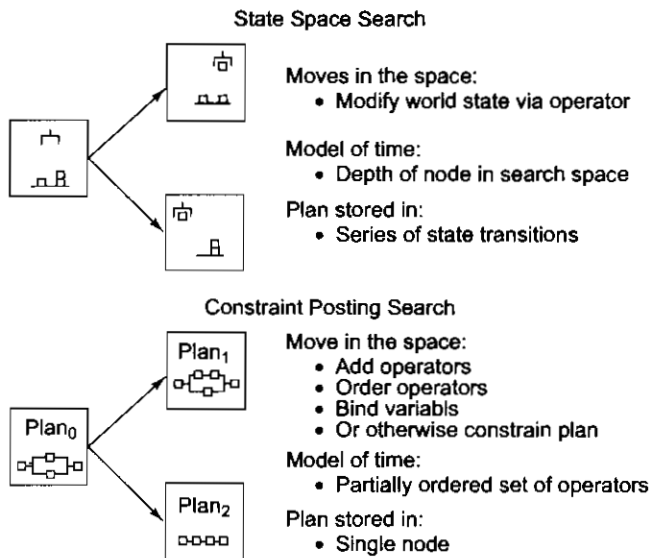 State Space Search
Moves in the space:
• Modify world state via operator
Model of time:
• Depth of node in search space
Plan stored in:
• Series of state transitions
Constraint Posting Search
Plan₀
Plan₁
Plan₂
Move in the space:
• Add operators
• Order operators
• Bind variabls
• Or otherwise constrain plan
Model of time:
• Partially ordered set of operators
Plan stored in:
• Single node